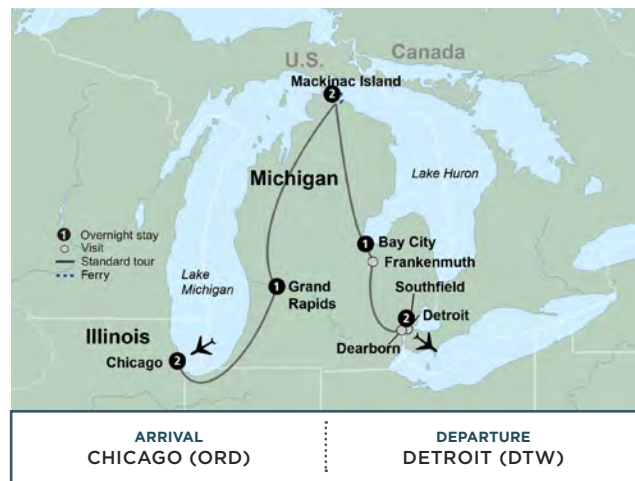 U.S.
Canada
Mackinac Island
2
Michigan
Lake Huron
1 Overnight stay
Visit
Standard tour
Ferry
Lake
Michigan
1 Bay City
Frankenmuth
1 Grand
Rapids
Southfield
2 Detroit
Dearborn
Illinois
Chicago 2
ARRIVAL
CHICAGO (ORD)
DEPARTURE
DETROIT (DTW)